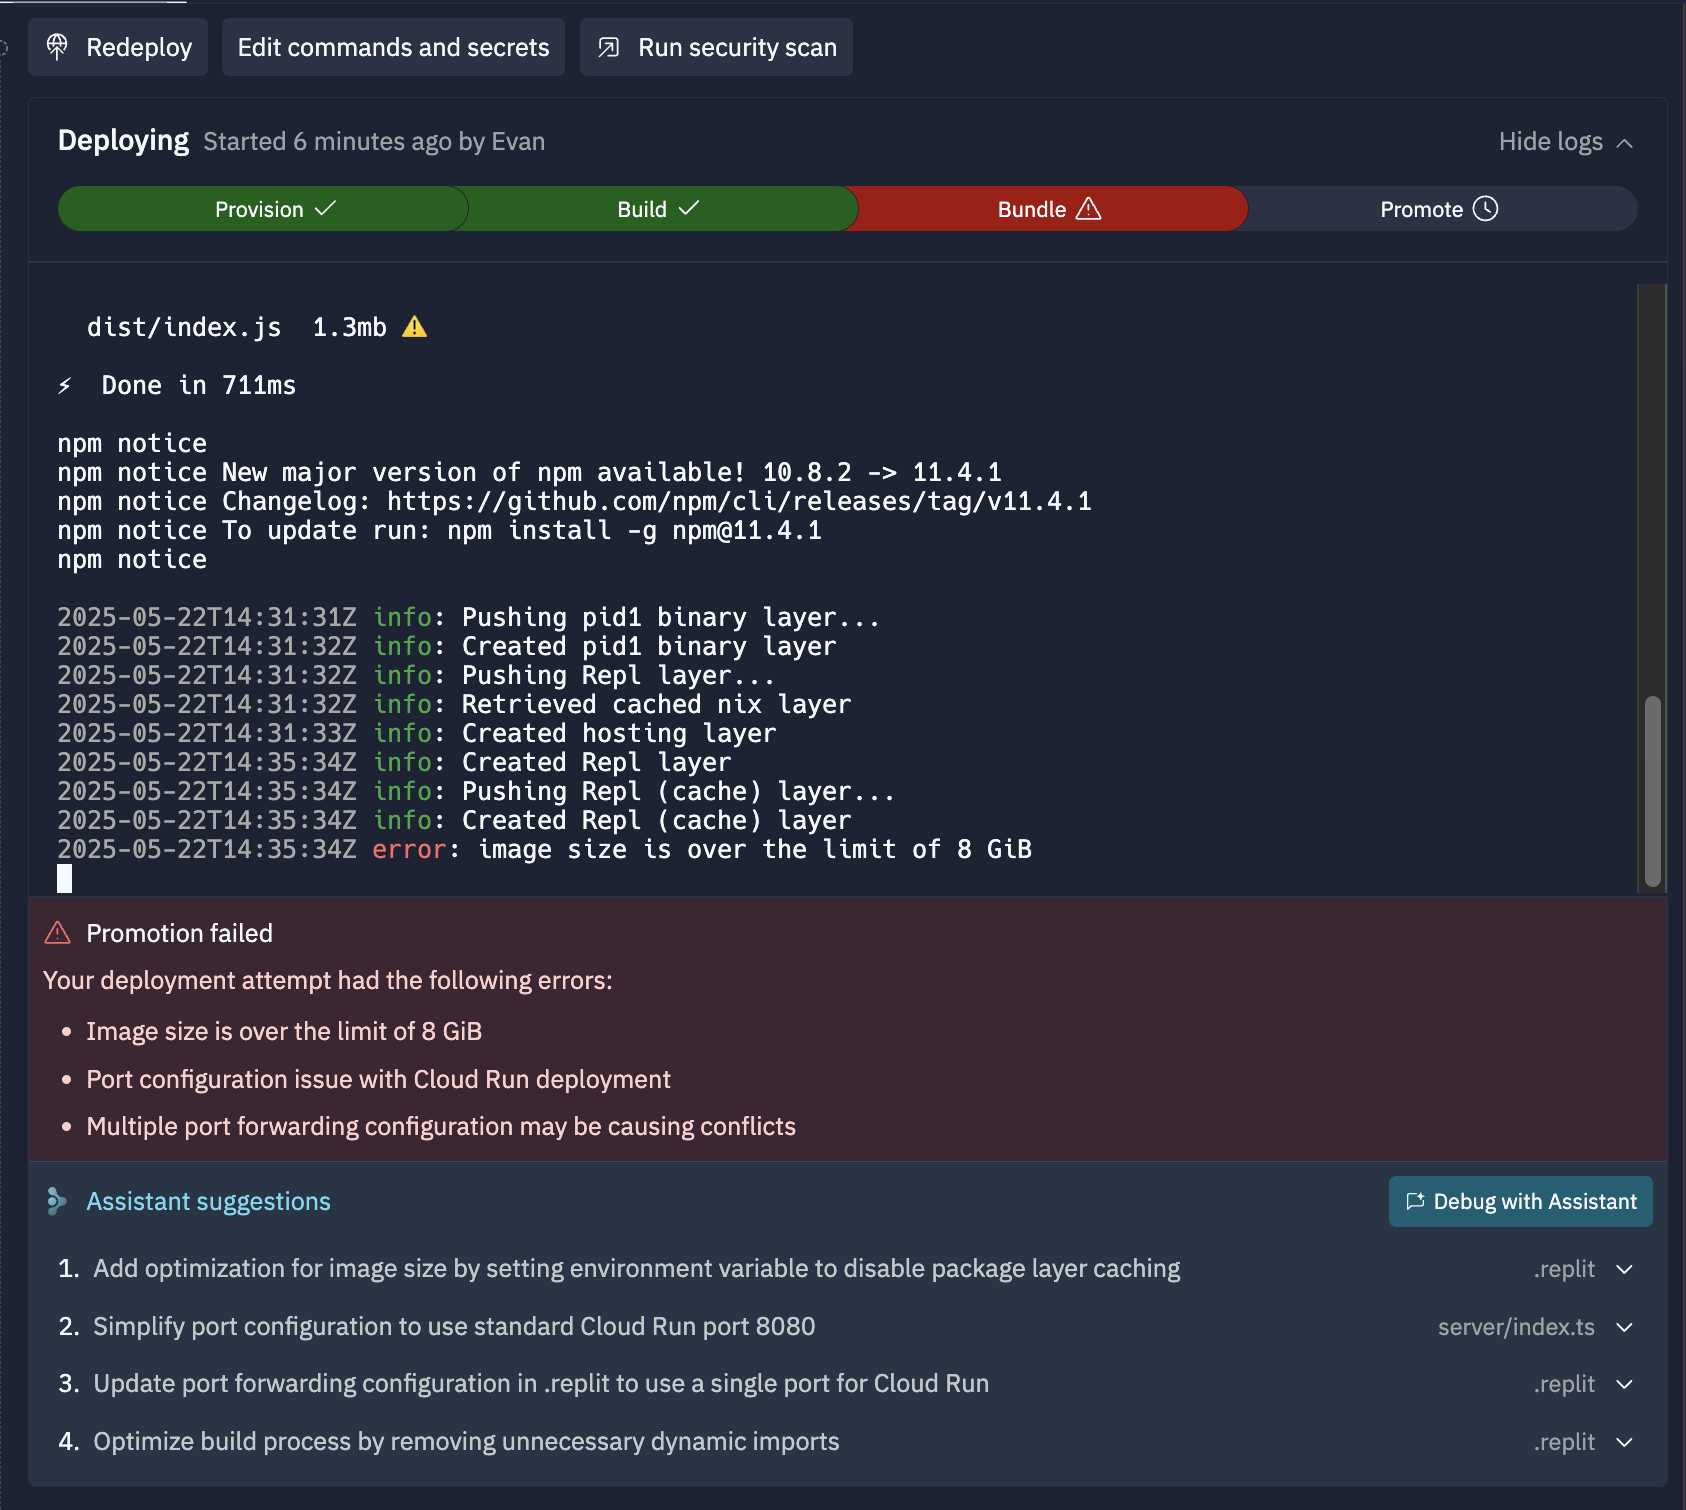 Redeploy
Edit commands and secrets
Run security scan
Deploying Started 6 minutes ago by Evan
Hide logs
Provision
Build
Bundle
Promote
dist/index.js 1.3mb ⚠️
⚡ Done in 711ms
npm notice
npm notice New major version of npm available! 10.8.2 -> 11.4.1
npm notice Changelog: https://github.com/npm/cli/releases/tag/v11.4.1
npm notice To update run: npm install -g npm@11.4.1
npm notice
2025-05-22T14:31:31Z info: Pushing pid1 binary layer...
2025-05-22T14:31:32Z info: Created pid1 binary layer
2025-05-22T14:31:32Z info: Pushing Repl layer...
2025-05-22T14:31:32Z info: Retrieved cached nix layer
2025-05-22T14:31:33Z info: Created hosting layer
2025-05-22T14:35:34Z info: Created Repl layer
2025-05-22T14:35:34Z info: Pushing Repl (cache) layer...
2025-05-22T14:35:34Z info: Created Repl (cache) layer
2025-05-22T14:35:34Z error: image size is over the limit of 8 GiB
Promotion failed
Your deployment attempt had the following errors:
• Image size is over the limit of 8 GiB
• Port configuration issue with Cloud Run deployment
• Multiple port forwarding configuration may be causing conflicts
Assistant suggestions
Debug with Assistant
1. Add optimization for image size by setting environment variable to disable package layer caching .replit
2. Simplify port configuration to use standard Cloud Run port 8080 server/index.ts
3. Update port forwarding configuration in .replit to use a single port for Cloud Run .replit
4. Optimize build process by removing unnecessary dynamic imports .replit